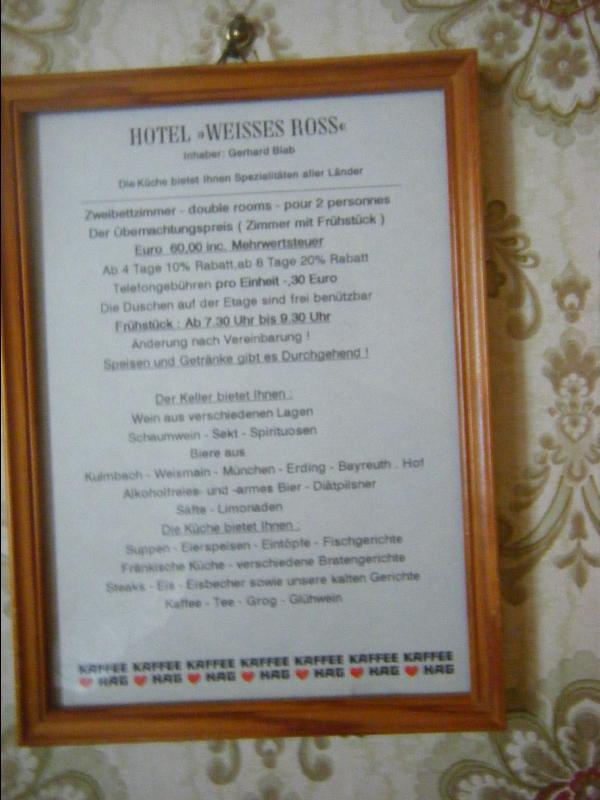 HOTEL »WEISSES ROSS«
Inhaber: Gerhard Blab
Die Küche bietet Ihnen Spezialitäten aller Länder
Zweibettzimmer - double rooms - pour 2 personnes
Der Übernachtungspreis ( Zimmer mit Frühstück )
Euro 60,00 inc. Mehrwertsteuer
Ab 4 Tage 10% Rabatt,ab 8 Tage 20% Rabatt
Telefongebühren pro Einheit -,30 Euro
Die Duschen auf der Etage sind frei benützbar
Frühstück : Ab 7.30 Uhr bis 9.30 Uhr
Änderung nach Vereinbarung !
Speisen und Getränke gibt es Durchgehend !
Der Keller bietet Ihnen :
Wein aus verschiedenen Lagen
Schaumwein - Sekt - Spirituosen
Biere aus
Kulmbach - Weismain - München - Erding - Bayreuth . Hof
Alkoholfreies- und -armes Bier - Diätpilsner
Säfte - Limonaden
Die Küche bietet Ihnen :
Suppen - Eierspeisen - Eintöpfe - Fischgerichte
Fränkische Küche - verschiedene Bratengerichte
Steaks - Eis - Eisbecher sowie unsere kalten Gerichte
Kaffee - Tee - Grog - Glühwein
KAFFEE KAFFEE KAFFEE KAFFEE KAFFEE KAFFEE KAFFEE
❤ HAG ❤ HAG ❤ HAG ❤ HAG ❤ HAG ❤ HAG ❤ HAG